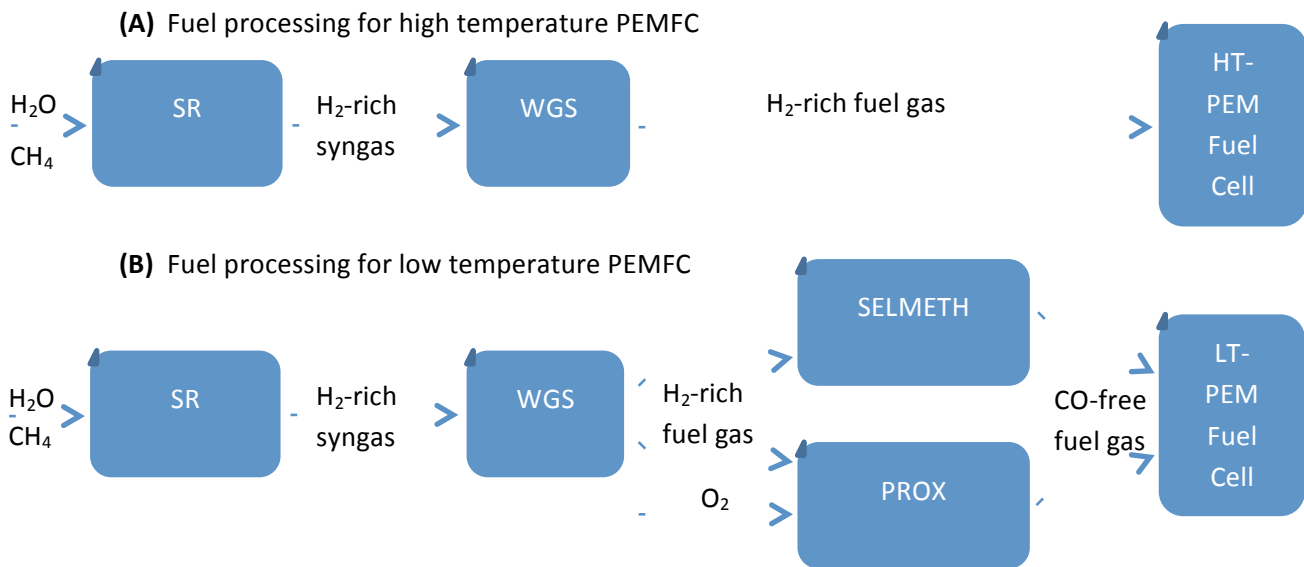 (A) Fuel processing for high temperature PEMFC
H₂O
CH₄
SR
H₂-rich
syngas
WGS
H₂-rich fuel gas
HT-
PEM
Fuel
Cell
(B) Fuel processing for low temperature PEMFC
H₂O
CH₄
SR
H₂-rich
syngas
WGS
H₂-rich
fuel gas
O₂
SELMETH
PROX
CO-free
fuel gas
LT-
PEM
Fuel
Cell